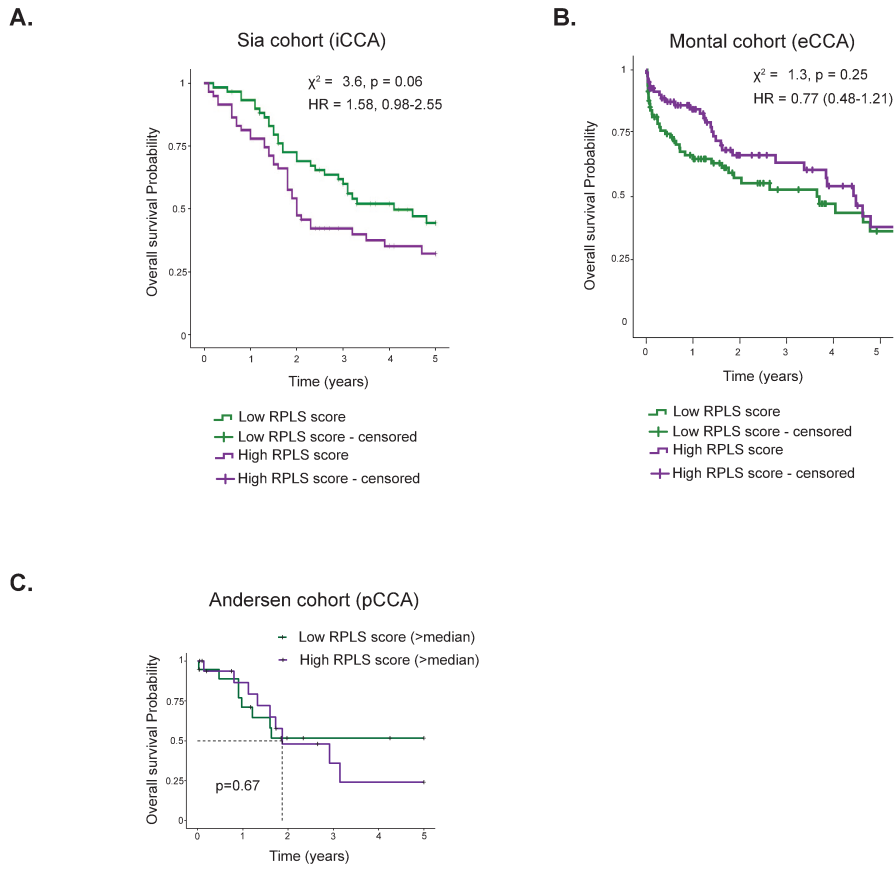 A.
Sia cohort (iCCA)
χ² = 3.6, p = 0.06
HR = 1.58, 0.98-2.55
Overall survival Probability
1
0.75
0.5
0.25
0
0 1 2 3 4 5
Time (years)
Low RPLS score
Low RPLS score - censored
High RPLS score
High RPLS score - censored
B.
Montal cohort (eCCA)
χ² = 1.3, p = 0.25
HR = 0.77 (0.48-1.21)
Overall survival Probability
1
0.75
0.5
0.25
0
0 1 2 3 4 5
Time (years)
Low RPLS score
Low RPLS score - censored
High RPLS score
High RPLS score - censored
C.
Andersen cohort (pCCA)
Low RPLS score (>median)
High RPLS score (>median)
Overall survival Probability
1
0.75
0.5
0.25
0
p=0.67
0 1 2 3 4 5
Time (years)